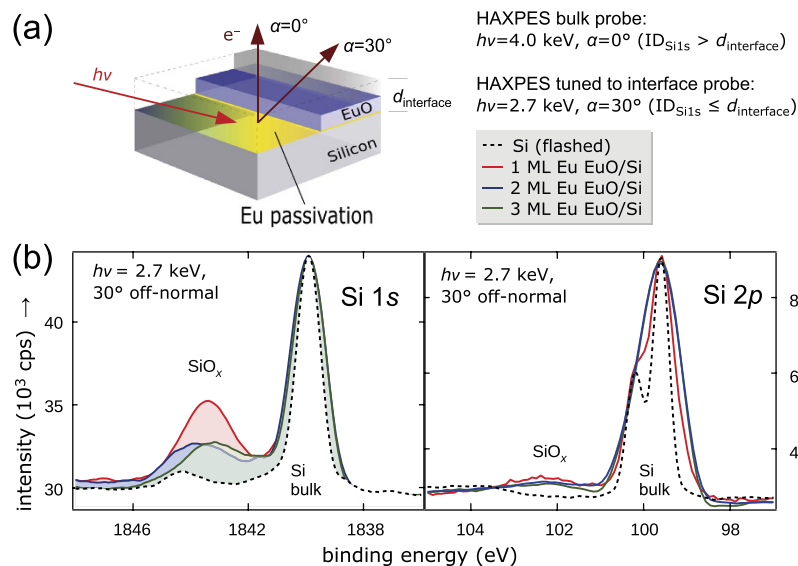 (a)
e⁻
α=0°
α=30°
hν
d_interface
EuO
Silicon
Eu passivation
HAXPES bulk probe:
hν=4.0 keV, α=0° (ID_Si1s > d_interface)
HAXPES tuned to interface probe:
hν=2.7 keV, α=30° (ID_Si1s ≤ d_interface)
Si (flashed)
1 ML Eu EuO/Si
2 ML Eu EuO/Si
3 ML Eu EuO/Si
(b)
hν = 2.7 keV,
30° off-normal
Si 1s
SiOₓ
Si
bulk
intensity (10³ cps) →
40
35
30
1846
1842
1838
hν = 2.7 keV,
30° off-normal
Si 2p
SiOₓ
Si
bulk
8
6
4
104
102
100
98
binding energy (eV)